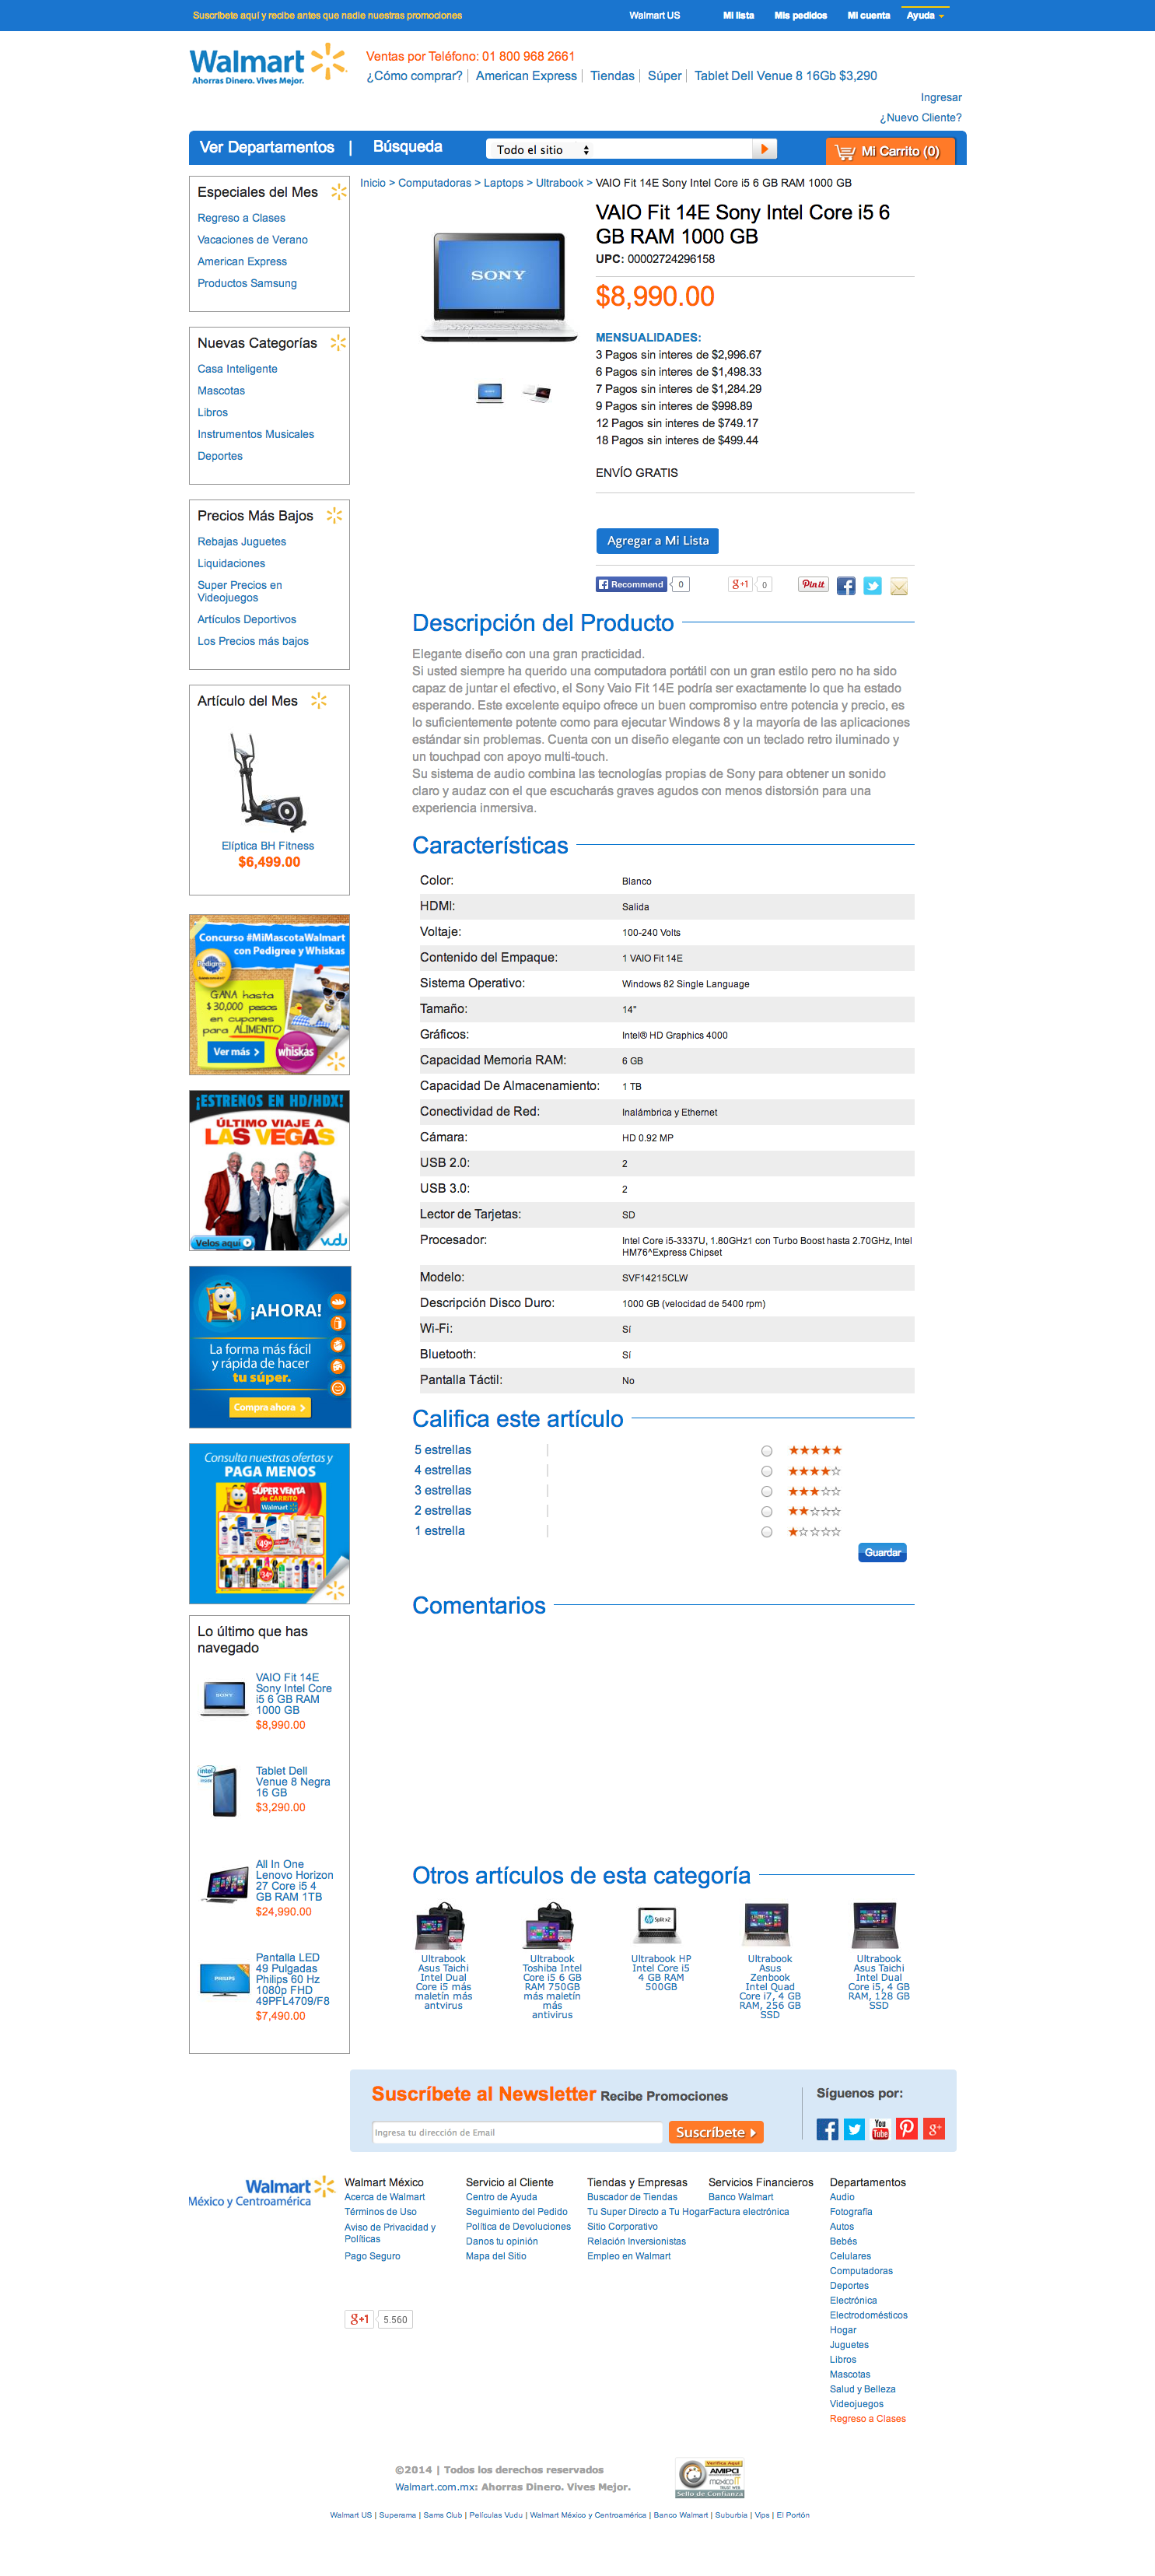 Suscríbete aquí y recibe antes que nadie nuestras promociones
Walmart US
Mi lista
Mis pedidos
Mi cuenta
Ayuda
Walmart
Ahorras Dinero. Vives Mejor.
Ventas por Teléfono: 01 800 968 2661
¿Cómo comprar? | American Express | Tiendas | Súper | Tablet Dell Venue 8 16Gb $3,290
Ingresar
¿Nuevo Cliente?
Ver Departamentos | Búsqueda
Todo el sitio
Mi Carrito (0)
Especiales del Mes
Regreso a Clases
Vacaciones de Verano
American Express
Productos Samsung
Nuevas Categorías
Casa Inteligente
Mascotas
Libros
Instrumentos Musicales
Deportes
Precios Más Bajos
Rebajas Juguetes
Liquidaciones
Super Precios en
Videojuegos
Artículos Deportivos
Los Precios más bajos
Artículo del Mes
Elíptica BH Fitness
$6,499.00
Concurso #MiMascotaWalmart
con Pedigree y Whiskas
Pedigree
GANA hasta
$30,000 pesos
en cupones
para ALIMENTO
Ver más >
whiskas
¡ESTRENOS EN HD/HDX!
ÚLTIMO VIAJE A
LAS VEGAS
Velos aquí
vudu
¡AHORA!
La forma más fácil
y rápida de hacer
tu súper.
Compra ahora >
Consulta nuestras ofertas y
PAGA MENOS
SÚPER VENTA
de CARRITO
Walmart
Lo último que has
navegado
SONY
VAIO Fit 14E
Sony Intel Core
i5 6 GB RAM
1000 GB
$8,990.00
intel
Tablet Dell
Venue 8 Negra
16 GB
$3,290.00
All In One
Lenovo Horizon
27 Core i5 4
GB RAM 1TB
$24,990.00
PHILIPS
Pantalla LED
49 Pulgadas
Philips 60 Hz
1080p FHD
49PFL4709/F8
$7,490.00
Inicio > Computadoras > Laptops > Ultrabook > VAIO Fit 14E Sony Intel Core i5 6 GB RAM 1000 GB
SONY
VAIO Fit 14E Sony Intel Core i5 6
GB RAM 1000 GB
UPC: 00002724296158
$8,990.00
MENSUALIDADES:
3 Pagos sin interes de $2,996.67
6 Pagos sin interes de $1,498.33
7 Pagos sin interes de $1,284.29
9 Pagos sin interes de $998.89
12 Pagos sin interes de $749.17
18 Pagos sin interes de $499.44
ENVÍO GRATIS
Agregar a Mi Lista
Recommend 0
g+1 0
Pin it
Descripción del Producto
Elegante diseño con una gran practicidad.
Si usted siempre ha querido una computadora portátil con un gran estilo pero no ha sido
capaz de juntar el efectivo, el Sony Vaio Fit 14E podría ser exactamente lo que ha estado
esperando. Este excelente equipo ofrece un buen compromiso entre potencia y precio, es
lo suficientemente potente como para ejecutar Windows 8 y la mayoría de las aplicaciones
estándar sin problemas. Cuenta con un diseño elegante con un teclado retro iluminado y
un touchpad con apoyo multi-touch.
Su sistema de audio combina las tecnologías propias de Sony para obtener un sonido
claro y audaz con el que escucharás graves agudos con menos distorsión para una
experiencia inmersiva.
Características
Color: Blanco
HDMI: Salida
Voltaje: 100-240 Volts
Contenido del Empaque: 1 VAIO Fit 14E
Sistema Operativo: Windows 82 Single Language
Tamaño: 14"
Gráficos: Intel® HD Graphics 4000
Capacidad Memoria RAM: 6 GB
Capacidad De Almacenamiento: 1 TB
Conectividad de Red: Inalámbrica y Ethernet
Cámara: HD 0.92 MP
USB 2.0: 2
USB 3.0: 2
Lector de Tarjetas: SD
Procesador: Intel Core i5-3337U, 1.80GHz1 con Turbo Boost hasta 2.70GHz, Intel
HM76^Express Chipset
Modelo: SVF14215CLW
Descripción Disco Duro: 1000 GB (velocidad de 5400 rpm)
Wi-Fi: Sí
Bluetooth: Sí
Pantalla Táctil: No
Califica este artículo
5 estrellas
4 estrellas
3 estrellas
2 estrellas
1 estrella
Guardar
Comentarios
Otros artículos de esta categoría
Ultrabook
Asus Taichi
Intel Dual
Core i5 más
maletín más
antvirus
Ultrabook
Toshiba Intel
Core i5 6 GB
RAM 750GB
más maletín
más
antivirus
Split x2
Ultrabook HP
Intel Core i5
4 GB RAM
500GB
Ultrabook
Asus
Zenbook
Intel Quad
Core i7, 4 GB
RAM, 256 GB
SSD
Ultrabook
Asus Taichi
Intel Dual
Core i5, 4 GB
RAM, 128 GB
SSD
Suscríbete al Newsletter Recibe Promociones
Ingresa tu dirección de Email
Suscríbete
Síguenos por:
You Tube
g+
Walmart
México y Centroamérica
Walmart México
Acerca de Walmart
Términos de Uso
Aviso de Privacidad y
Políticas
Pago Seguro
Servicio al Cliente
Centro de Ayuda
Seguimiento del Pedido
Política de Devoluciones
Danos tu opinión
Mapa del Sitio
Tiendas y Empresas
Buscador de Tiendas
Tu Super Directo a Tu Hogar
Sitio Corporativo
Relación Inversionistas
Empleo en Walmart
Servicios Financieros
Banco Walmart
Factura electrónica
Departamentos
Audio
Fotografía
Autos
Bebés
Celulares
Computadoras
Deportes
Electrónica
Electrodomésticos
Hogar
Juguetes
Libros
Mascotas
Salud y Belleza
Videojuegos
Regreso a Clases
g+1 5.560
©2014 | Todos los derechos reservados
Walmart.com.mx: Ahorras Dinero. Vives Mejor.
Verifica Aquí
AMIPCI
Sello de Confianza
Walmart US | Superama | Sams Club | Películas Vudu | Walmart México y Centroamérica | Banco Walmart | Suburbia | Vips | El Portón